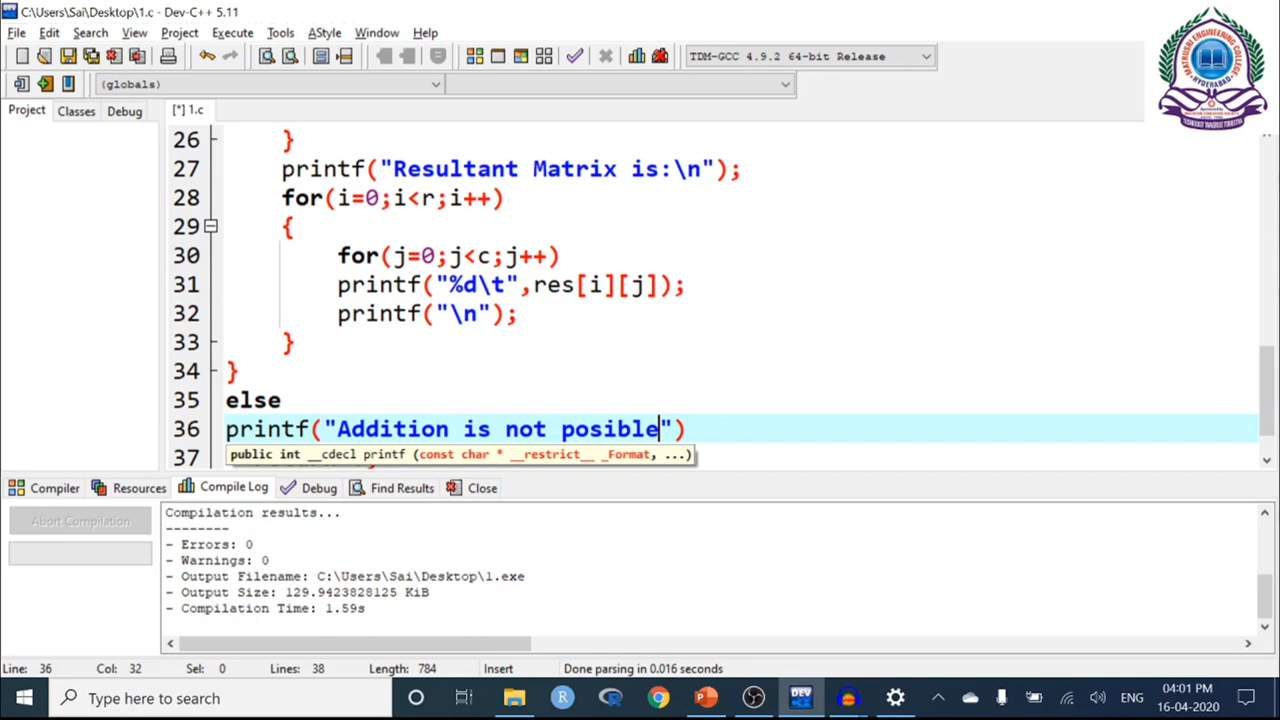 C:\Users\Sai\Desktop\1.c - Dev-C++ 5.11
File Edit Search View Project Execute Tools AStyle Window Help
TDM-GCC 4.9.2 64-bit Release
(globals)
MATRUSRI ENGINEERING COLLEGE
HYDERABAD
Project Classes Debug [*] 1.c
26 }
27 printf("Resultant Matrix is:\n");
28 for(i=0;i<r;i++)
29 {
30 for(j=0;j<c;j++)
31 printf("%d\t",res[i][j]);
32 printf("\n");
33 }
34 }
35 else
36 printf("Addition is not posible")
public int __cdecl printf (const char * __restrict__ _Format, ...)
37
Compiler Resources Compile Log Debug Find Results Close
Abort Compilation
Compilation results...
--------
- Errors: 0
- Warnings: 0
- Output Filename: C:\Users\Sai\Desktop\1.exe
- Output Size: 129.9423828125 KiB
- Compilation Time: 1.59s
Line: 36 Col: 32 Sel: 0 Lines: 38 Length: 784 Insert Done parsing in 0.016 seconds
Type here to search
DEV
ENG
04:01 PM
16-04-2020